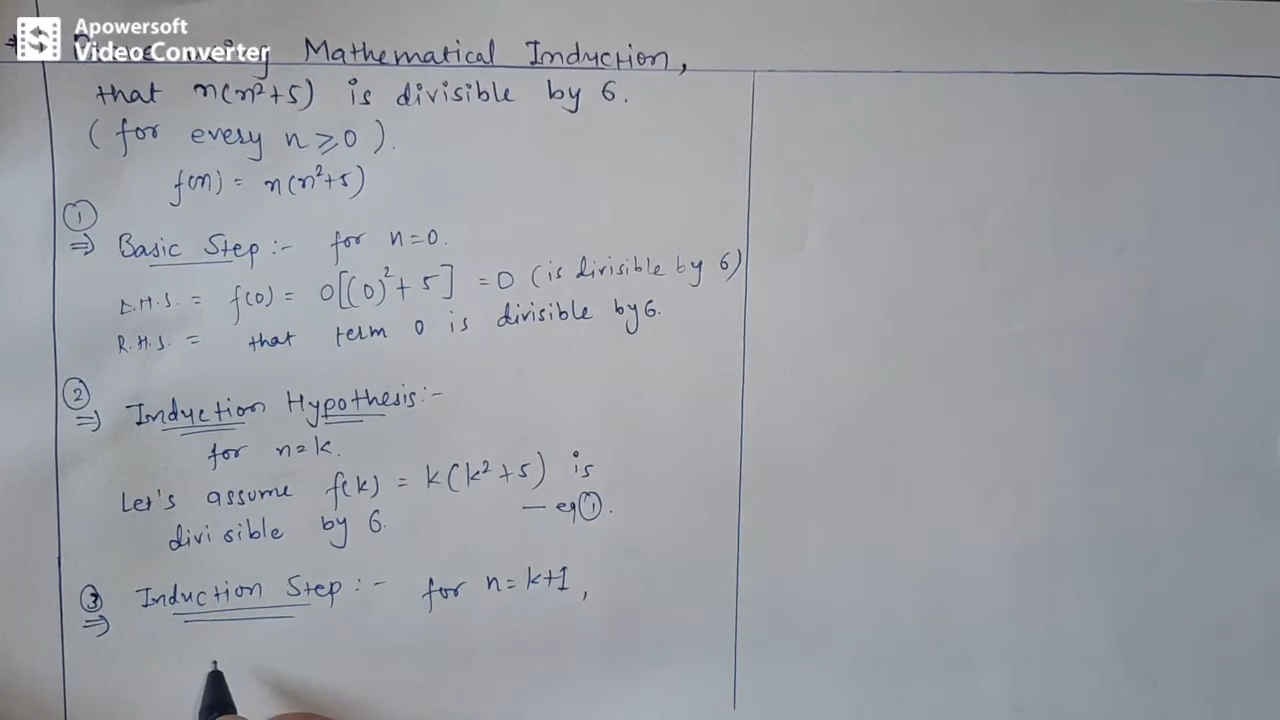 Apowersoft
VideoConverter
Mathematical Induction,
that n(n²+5) is divisible by 6.
(for every n ≥ 0).
f(n) = n(n²+5)
①
⇒ Basic Step :- for n=0.
L.H.S. = f(0) = 0[(0)²+5] = 0 (is divisible by 6)
R.H.S. = that term 0 is divisible by 6.
②
⇒ Induction Hypothesis:-
for n=k.
Let's assume f(k) = k(k²+5) is
divisible by 6. — eq①.
③
⇒ Induction Step :- for n=k+1,